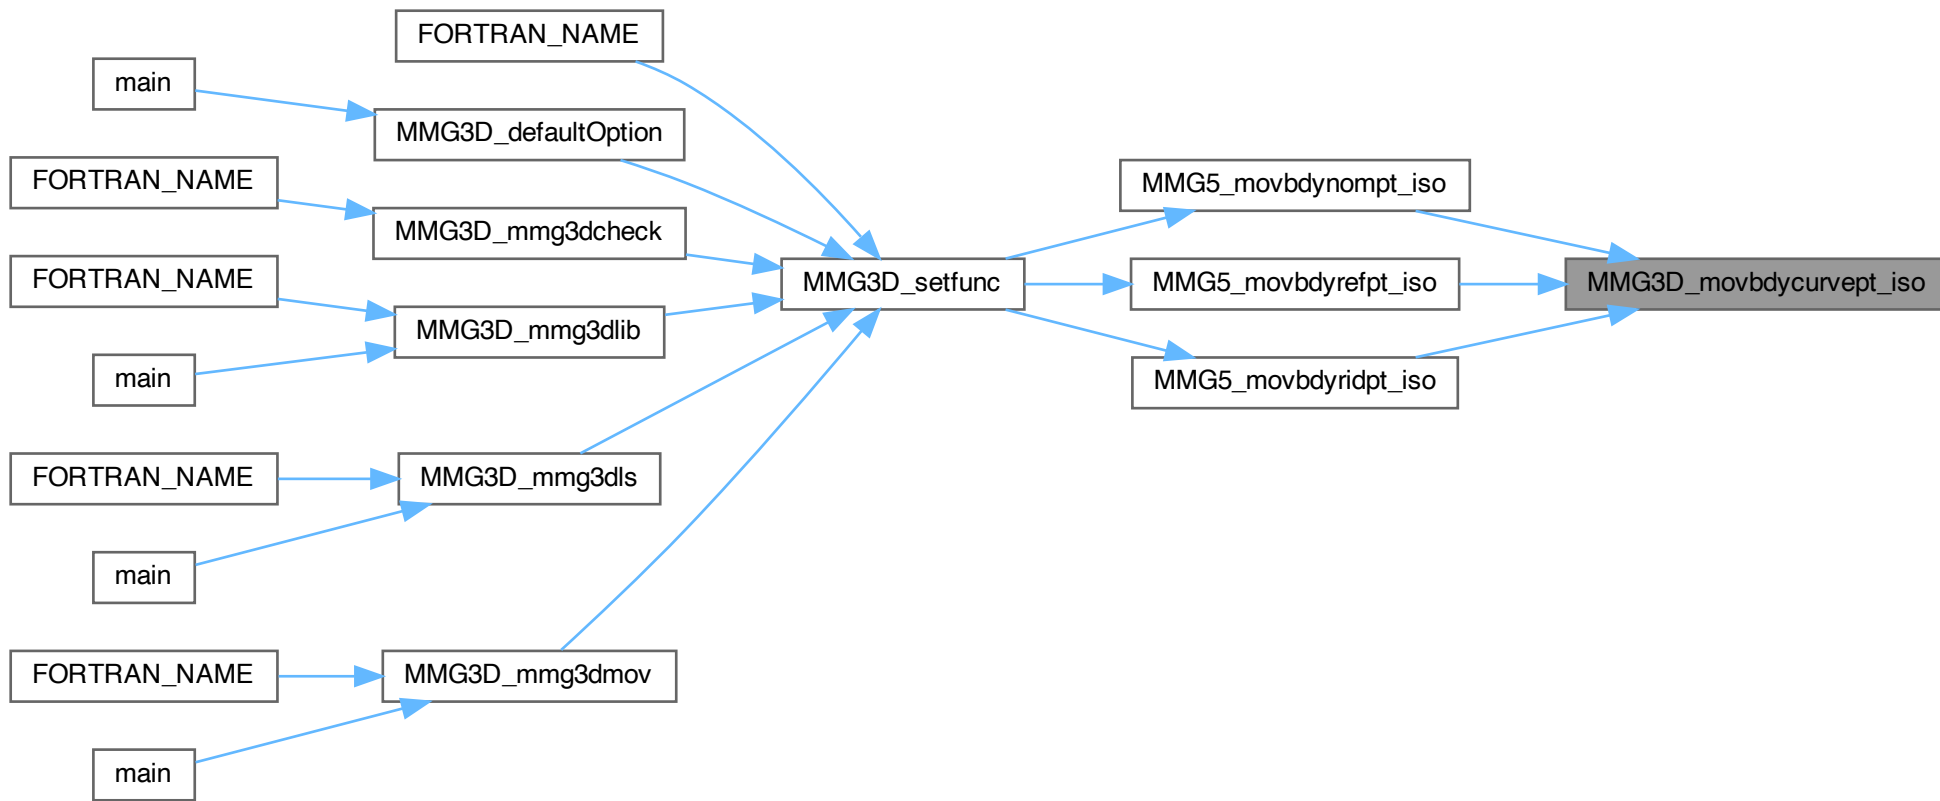 FORTRAN_NAME
main
MMG3D_defaultOption
FORTRAN_NAME
MMG5_movbdynompt_iso
MMG3D_mmg3dcheck
FORTRAN_NAME
MMG3D_setfunc
MMG5_movbdyrefpt_iso
MMG3D_movbdycurvept_iso
MMG3D_mmg3dlib
main
MMG5_movbdyridpt_iso
FORTRAN_NAME
MMG3D_mmg3dls
main
FORTRAN_NAME
MMG3D_mmg3dmov
main